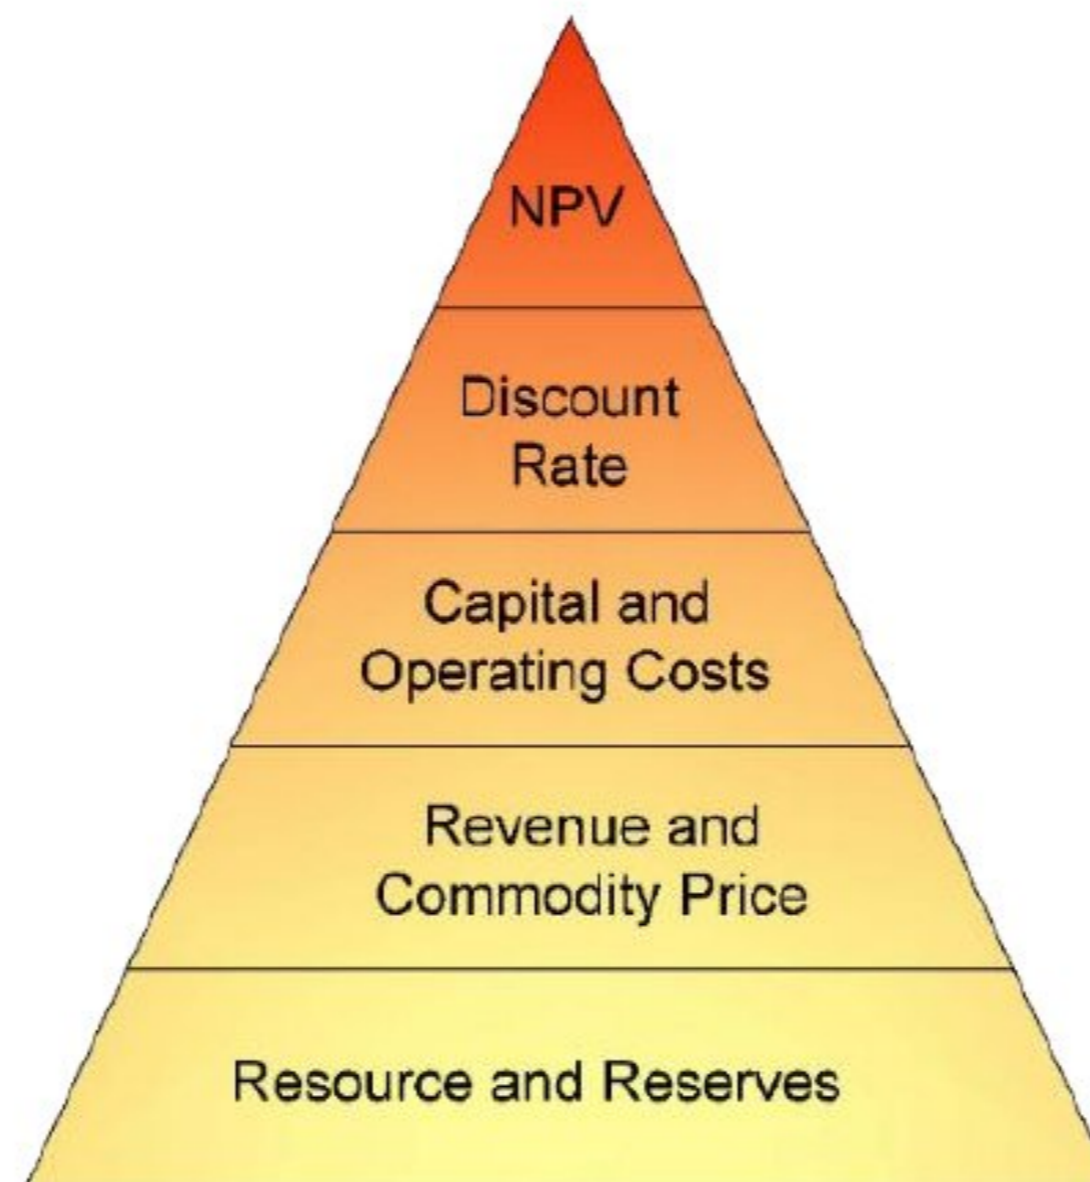 NPV
Discount
Rate
Capital and
Operating Costs
Revenue and
Commodity Price
Resource and Reserves